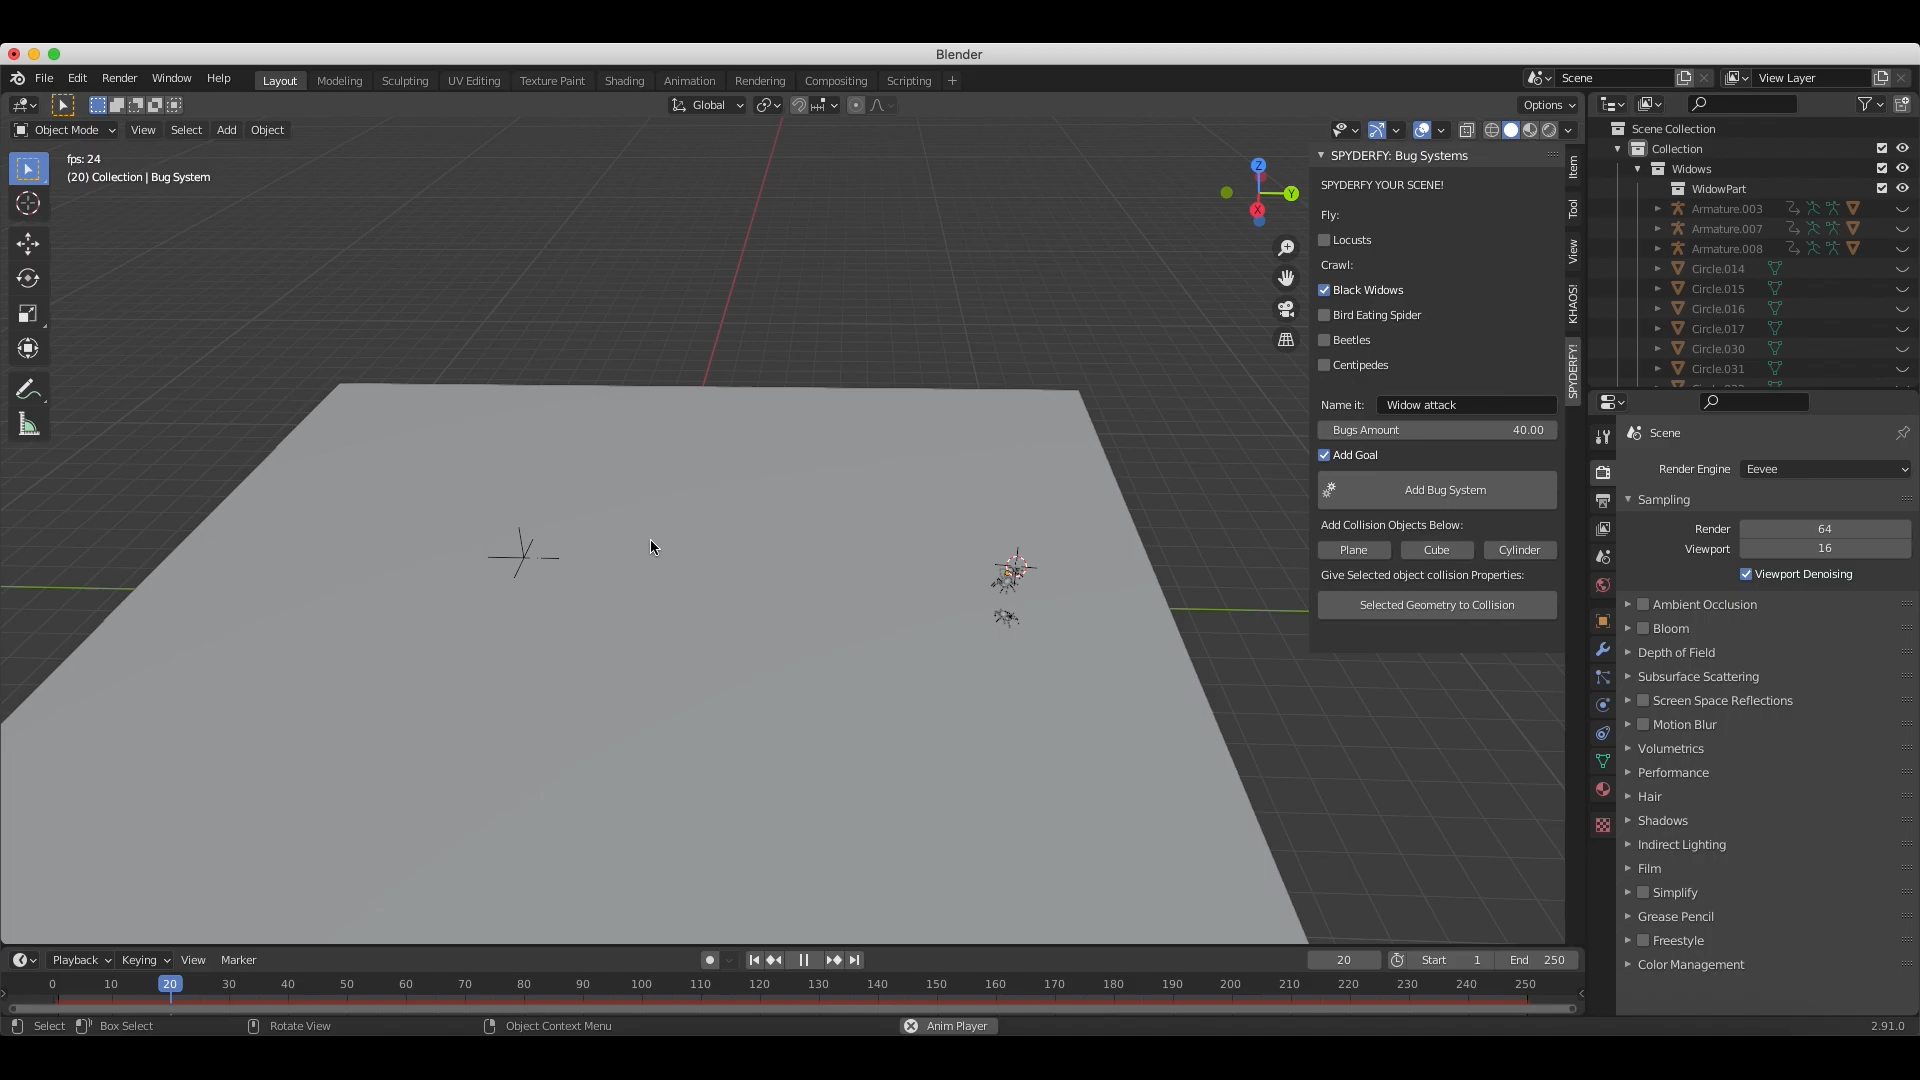 Blender
File Edit Render Window Help
Layout Modeling Sculpting UV Editing Texture Paint Shading Animation Rendering Compositing Scripting +
Scene
View Layer
Global
Options
Object Mode View Select Add Object
fps: 24
(20) Collection | Bug System
Z
Y
X
SPYDERFY: Bug Systems
SPYDERFY YOUR SCENE!
Fly:
Locusts
Crawl:
Black Widows
Bird Eating Spider
Beetles
Centipedes
Name it: Widow attack
Bugs Amount 40.00
Add Goal
Add Bug System
Add Collision Objects Below:
Plane Cube Cylinder
Give Selected object collision Properties:
Selected Geometry to Collision
Item
Tool
View
KHAOS!
SPYDERFY!
Scene Collection
Collection
Widows
WidowPart
Armature.003
Armature.007
Armature.008
Circle.014
Circle.015
Circle.016
Circle.017
Circle.030
Circle.031
Scene
Render Engine Eevee
Sampling
Render 64
Viewport 16
Viewport Denoising
Ambient Occlusion
Bloom
Depth of Field
Subsurface Scattering
Screen Space Reflections
Motion Blur
Volumetrics
Performance
Hair
Shadows
Indirect Lighting
Film
Simplify
Grease Pencil
Freestyle
Color Management
Playback Keying View Marker
20 Start 1 End 250
0 10 20 30 40 50 60 70 80 90 100 110 120 130 140 150 160 170 180 190 200 210 220 230 240 250
Select Box Select Rotate View Object Context Menu Anim Player 2.91.0